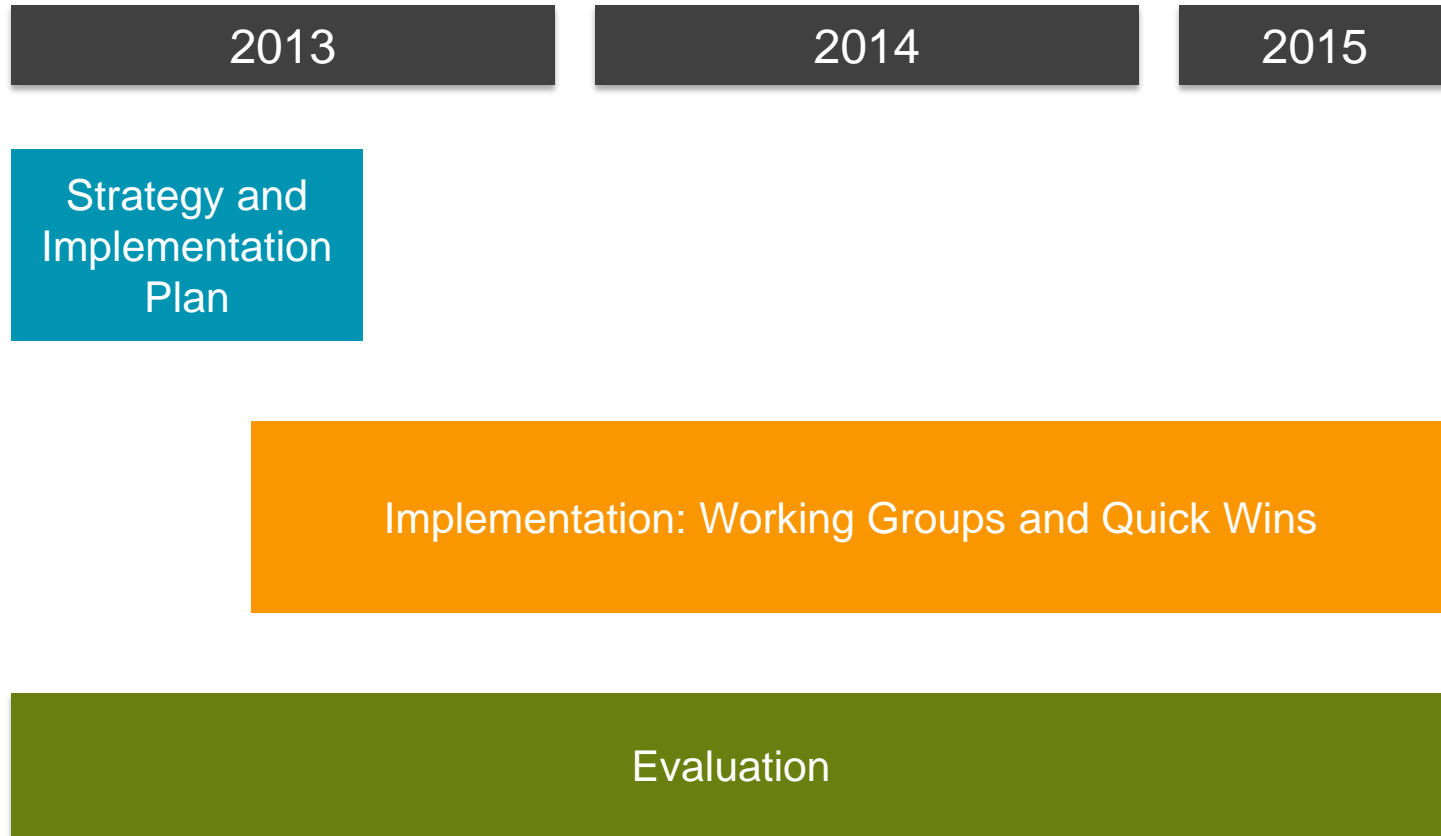 2013
2014
2015
Strategy and
Implementation
Plan
Implementation: Working Groups and Quick Wins
Evaluation